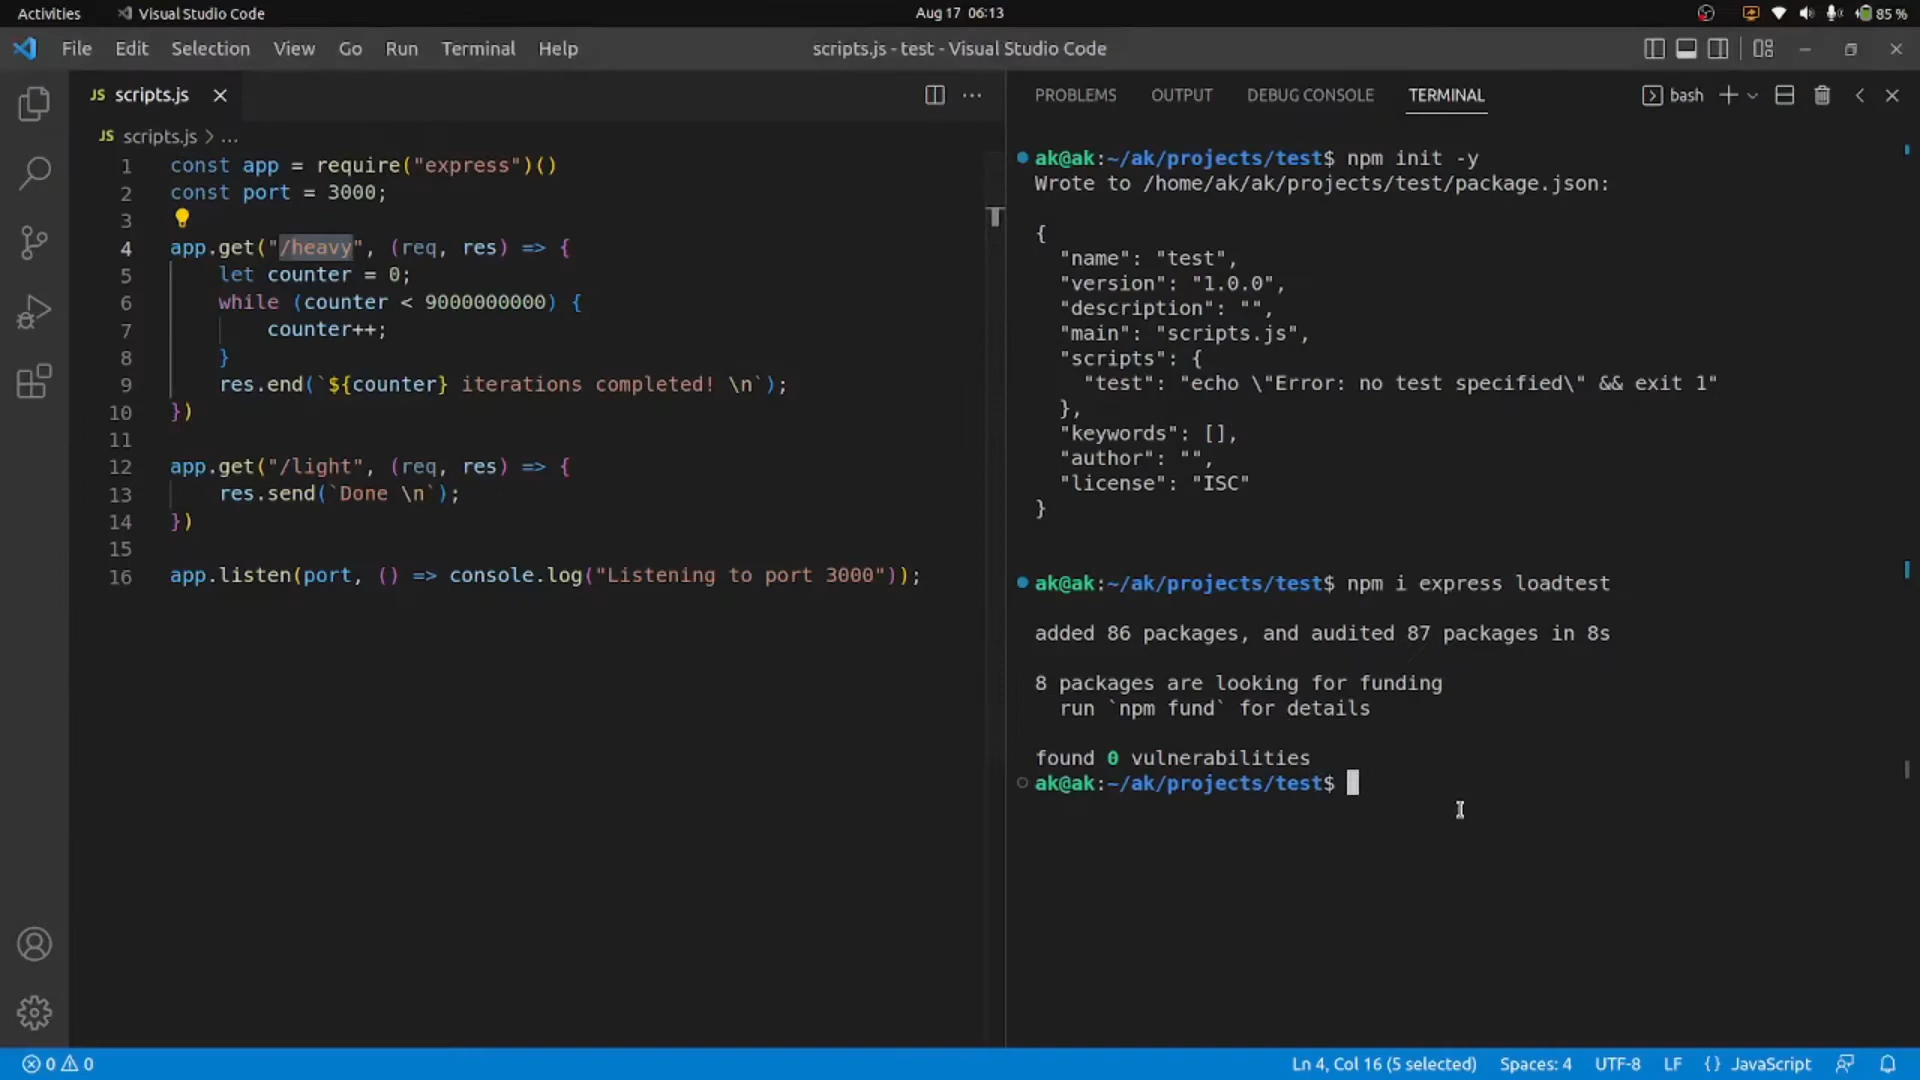 Activities Visual Studio Code Aug 17 06:13 85 %
File Edit Selection View Go Run Terminal Help scripts.js - test - Visual Studio Code
JS scripts.js
JS scripts.js > ...
1 const app = require("express")()
2 const port = 3000;
3
4 app.get("/heavy", (req, res) => {
5 let counter = 0;
6 while (counter < 9000000000) {
7 counter++;
8 }
9 res.end(`${counter} iterations completed! \n`);
10 })
11
12 app.get("/light", (req, res) => {
13 res.send(`Done \n`);
14 })
15
16 app.listen(port, () => console.log("Listening to port 3000"));
PROBLEMS OUTPUT DEBUG CONSOLE TERMINAL bash
ak@ak:~/ak/projects/test$ npm init -y
Wrote to /home/ak/ak/projects/test/package.json:
{
"name": "test",
"version": "1.0.0",
"description": "",
"main": "scripts.js",
"scripts": {
"test": "echo \"Error: no test specified\" && exit 1"
},
"keywords": [],
"author": "",
"license": "ISC"
}
ak@ak:~/ak/projects/test$ npm i express loadtest
added 86 packages, and audited 87 packages in 8s
8 packages are looking for funding
run `npm fund` for details
found 0 vulnerabilities
ak@ak:~/ak/projects/test$
0 0 Ln 4, Col 16 (5 selected) Spaces: 4 UTF-8 LF {} JavaScript